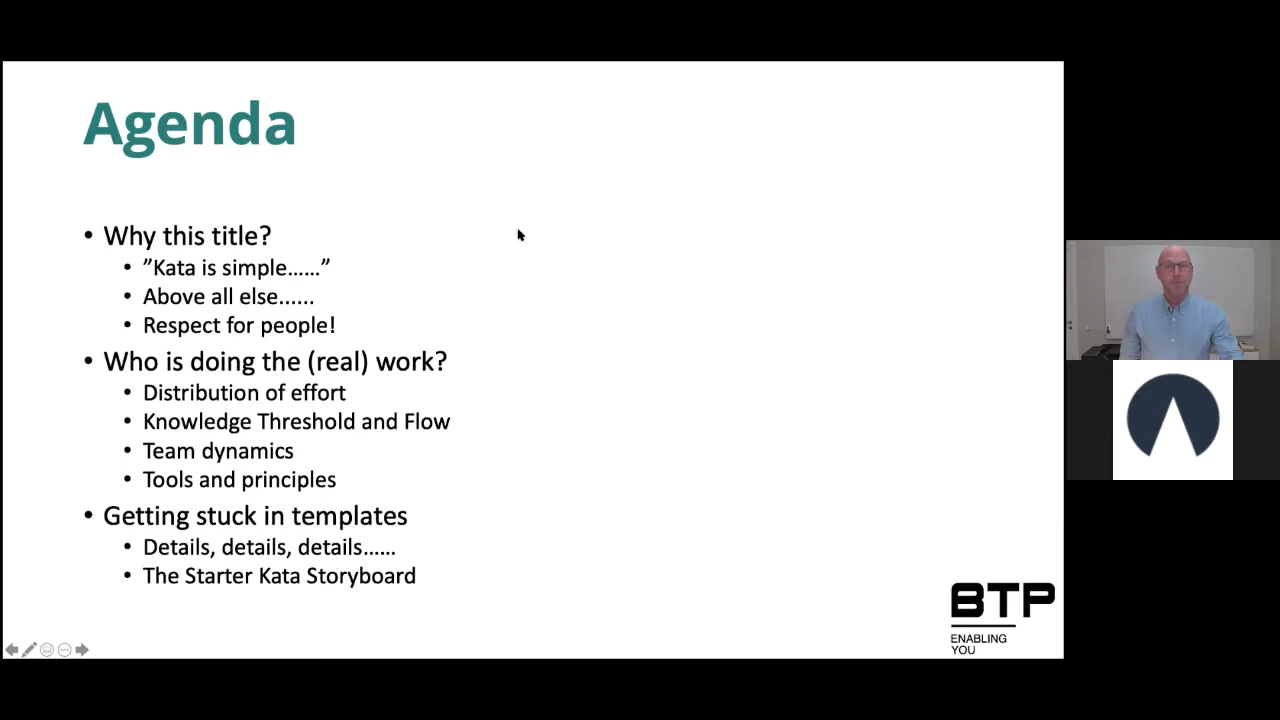 Agenda
• Why this title?
• ”Kata is simple……”
• Above all else......
• Respect for people!
• Who is doing the (real) work?
• Distribution of effort
• Knowledge Threshold and Flow
• Team dynamics
• Tools and principles
• Getting stuck in templates
• Details, details, details……
• The Starter Kata Storyboard
BTP
ENABLING
YOU